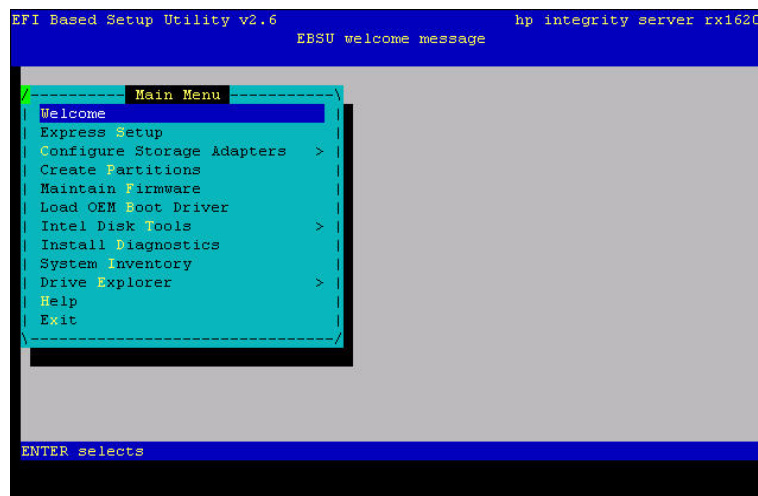 EFI Based Setup Utility v2.6 hp integrity server rx1620
EBSU welcome message
/---------- Main Menu -----------\
| Welcome |
| Express Setup |
| Configure Storage Adapters > |
| Create Partitions |
| Maintain Firmware |
| Load OEM Boot Driver |
| Intel Disk Tools > |
| Install Diagnostics |
| System Inventory |
| Drive Explorer > |
| Help |
| Exit |
\--------------------------------/
ENTER selects